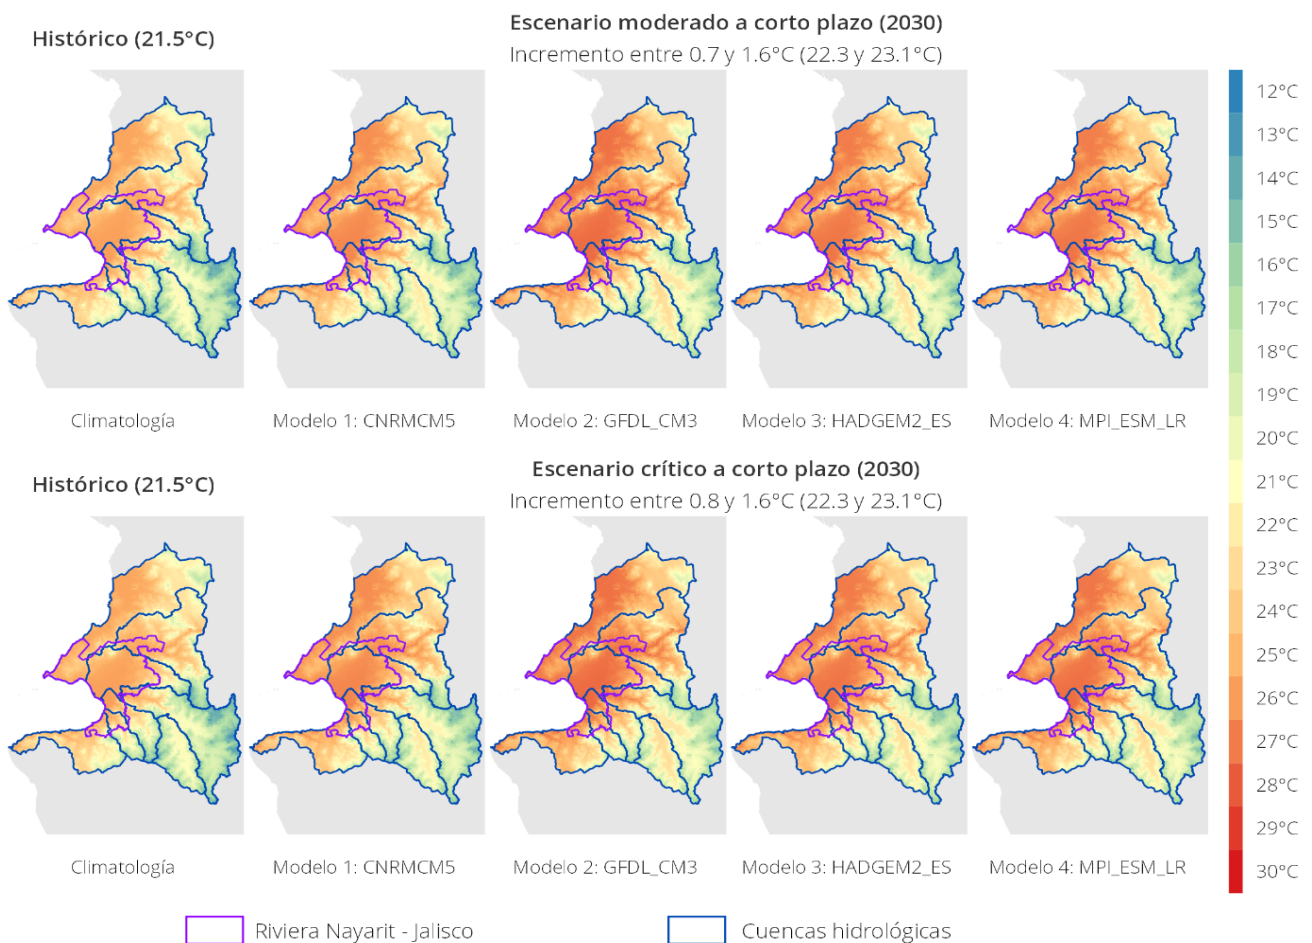 Histórico (21.5°C)
Escenario moderado a corto plazo (2030)
Incremento entre 0.7 y 1.6°C (22.3 y 23.1°C)
Climatología
Modelo 1: CNRMCM5
Modelo 2: GFDL_CM3
Modelo 3: HADGEM2_ES
Modelo 4: MPI_ESM_LR
Histórico (21.5°C)
Escenario crítico a corto plazo (2030)
Incremento entre 0.8 y 1.6°C (22.3 y 23.1°C)
Climatología
Modelo 1: CNRMCM5
Modelo 2: GFDL_CM3
Modelo 3: HADGEM2_ES
Modelo 4: MPI_ESM_LR
12°C
13°C
14°C
15°C
16°C
17°C
18°C
19°C
20°C
21°C
22°C
23°C
24°C
25°C
26°C
27°C
28°C
29°C
30°C
Riviera Nayarit - Jalisco
Cuencas hidrológicas